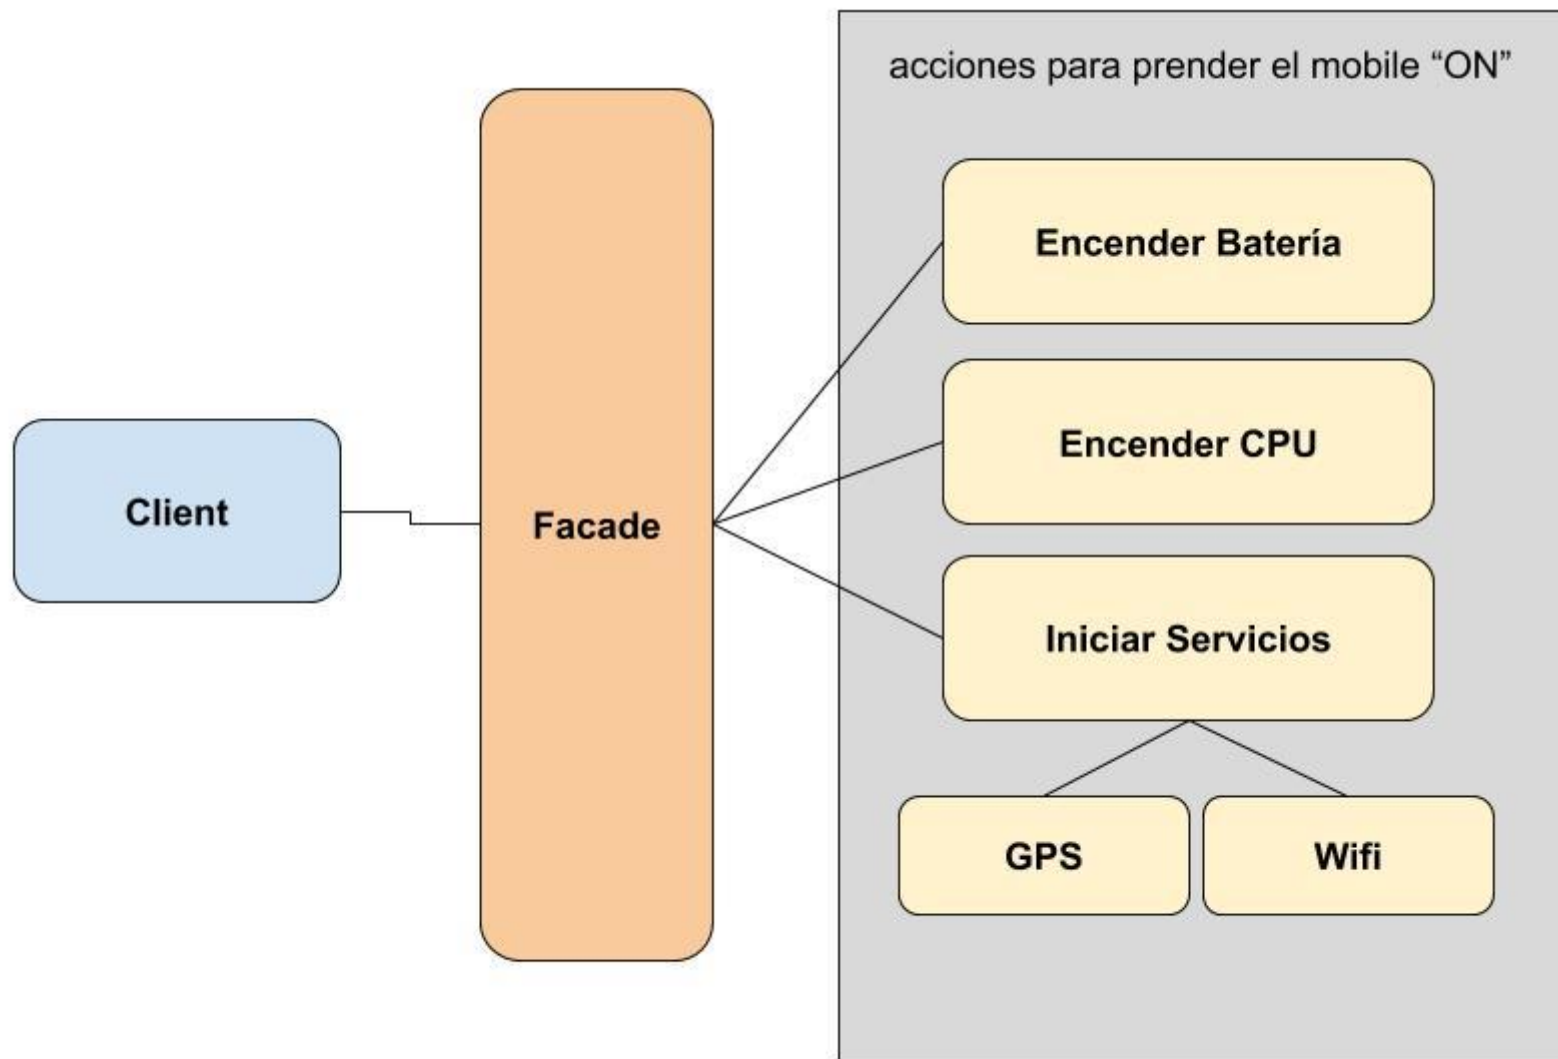 acciones para prender el mobile “ON”
Encender Batería
Encender CPU
Client
Facade
Iniciar Servicios
GPS
Wifi